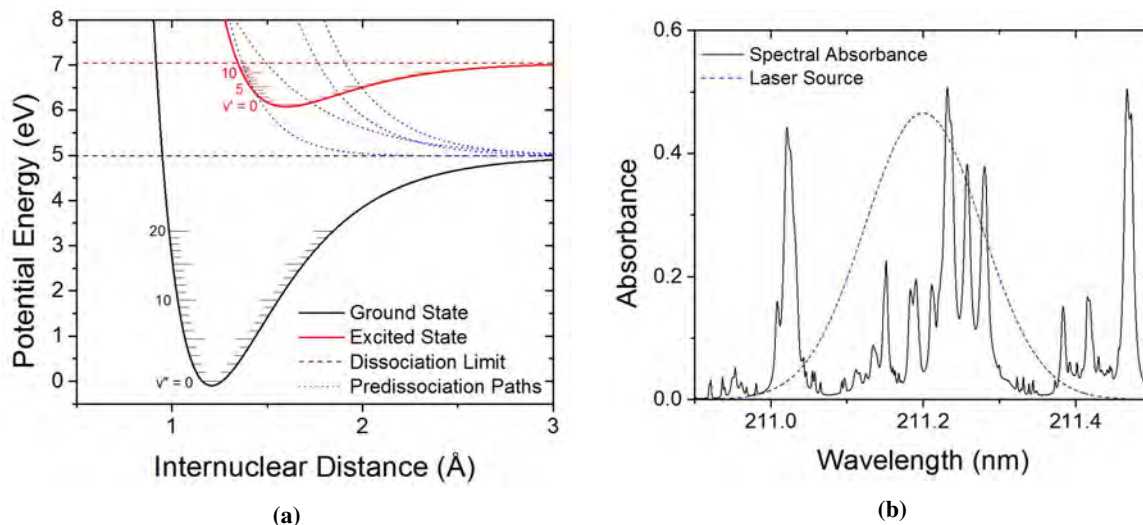 Potential Energy (eV)
8
7
6
5
4
3
2
1
0
10
5
v' = 0
20
10
v" = 0
Ground State
Excited State
Dissociation Limit
Predissociation Paths
1
2
3
Internuclear Distance (Å)
(a)
Absorbance
0.6
0.4
0.2
0.0
Spectral Absorbance
Laser Source
211.0
211.2
211.4
Wavelength (nm)
(b)